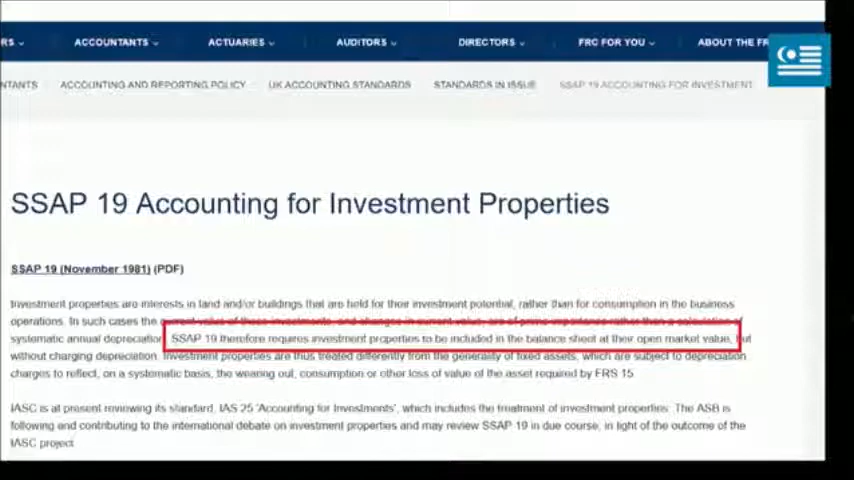 RS
ACCOUNTANTS
ACTUARIES
AUDITORS
DIRECTORS
FRC FOR YOU
ABOUT THE FR
NTANTS
ACCOUNTING AND REPORTING POLICY
UK ACCOUNTING STANDARDS
STANDARDS IN ISSUE
SSAP 19 ACCOUNTING FOR INVESTMENT
SSAP 19 Accounting for Investment Properties
SSAP 19 (November 1981) (PDF)
Investment properties are interests in land and/or buildings that are held for their investment potential, rather than for consumption in the business
operations. In such cases the current value of these investments, and changes in current value, are of prime importance rather than a calculation of
systematic annual depreciation. SSAP 19 therefore requires investment properties to be included in the balance sheet at their open market value, but
without charging depreciation. Investment properties are thus treated differently from the generality of fixed assets, which are subject to depreciation
charges to reflect, on a systematic basis, the wearing out, consumption or other loss of value of the asset required by FRS 15.
IASC is at present reviewing its standard, IAS 25 'Accounting for Investments', which includes the treatment of investment properties. The ASB is
following and contributing to the international debate on investment properties and may review SSAP 19 in due course, in light of the outcome of the
IASC project